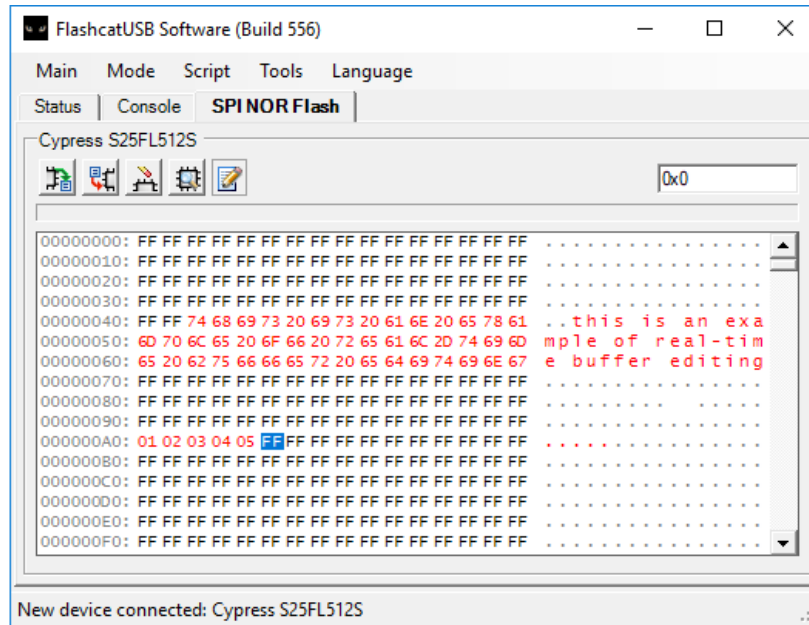 FlashcatUSB Software (Build 556)
Main Mode Script Tools Language
Status Console SPI NOR Flash
Cypress S25FL512S
0x0
00000000: FF FF FF FF FF FF FF FF FF FF FF FF FF FF FF FF ................
00000010: FF FF FF FF FF FF FF FF FF FF FF FF FF FF FF FF ................
00000020: FF FF FF FF FF FF FF FF FF FF FF FF FF FF FF FF ................
00000030: FF FF FF FF FF FF FF FF FF FF FF FF FF FF FF FF ................
00000040: FF FF 74 68 69 73 20 69 73 20 61 6E 20 65 78 61 ..this is an exa
00000050: 6D 70 6C 65 20 6F 66 20 72 65 61 6C 2D 74 69 6D mple of real-tim
00000060: 65 20 62 75 66 66 65 72 20 65 64 69 74 69 6E 67 e buffer editing
00000070: FF FF FF FF FF FF FF FF FF FF FF FF FF FF FF FF ................
00000080: FF FF FF FF FF FF FF FF FF FF FF FF FF FF FF FF ......... .....
00000090: FF FF FF FF FF FF FF FF FF FF FF FF FF FF FF FF ................
000000A0: 01 02 03 04 05 FF FF FF FF FF FF FF FF FF FF FF ................
000000B0: FF FF FF FF FF FF FF FF FF FF FF FF FF FF FF FF ................
000000C0: FF FF FF FF FF FF FF FF FF FF FF FF FF FF FF FF ................
000000D0: FF FF FF FF FF FF FF FF FF FF FF FF FF FF FF FF ................
000000E0: FF FF FF FF FF FF FF FF FF FF FF FF FF FF FF FF ................
000000F0: FF FF FF FF FF FF FF FF FF FF FF FF FF FF FF FF ................
New device connected: Cypress S25FL512S